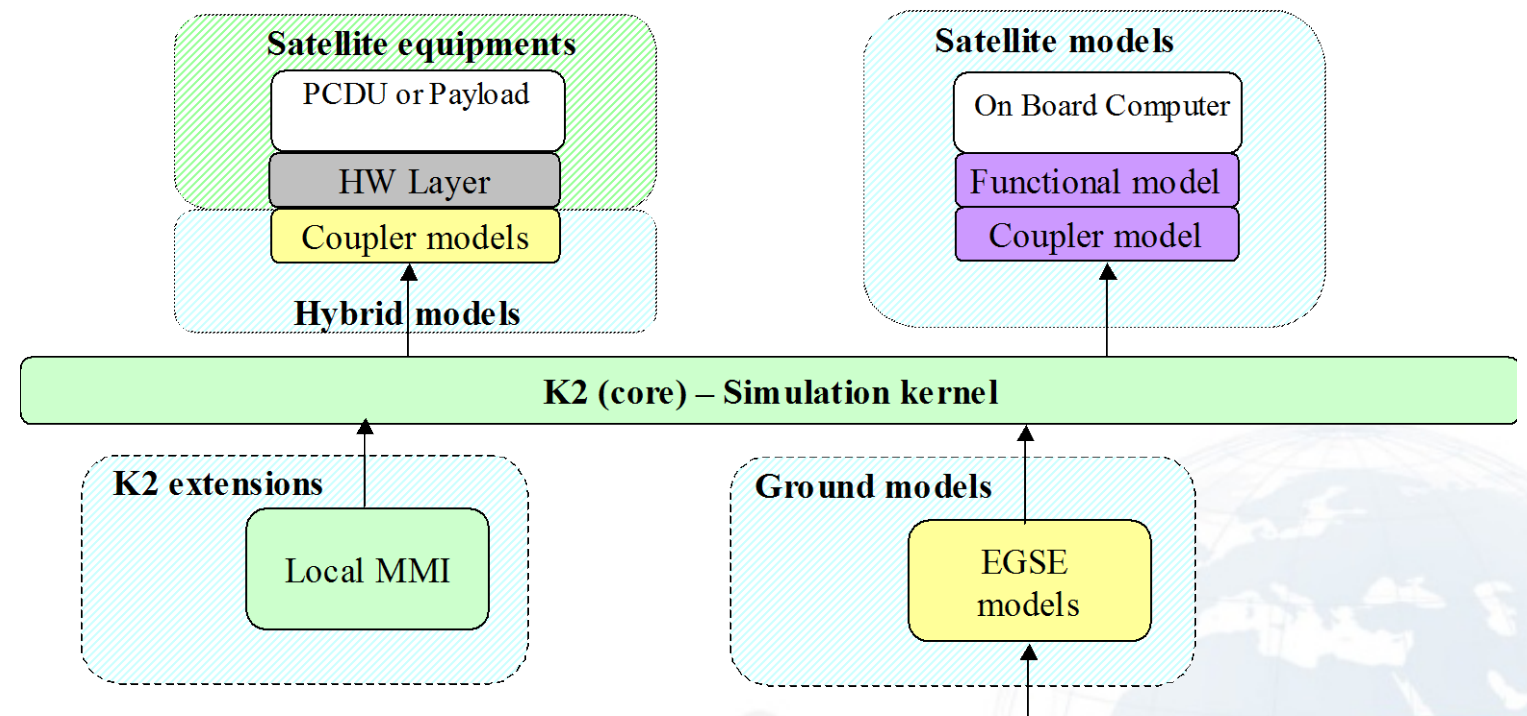 Satellite equipments
PCDU or Payload
HW Layer
Coupler models
Hybrid models
Satellite models
On Board Computer
Functional model
Coupler model
K2 (core) – Simulation kernel
K2 extensions
Local MMI
Ground models
EGSE
models